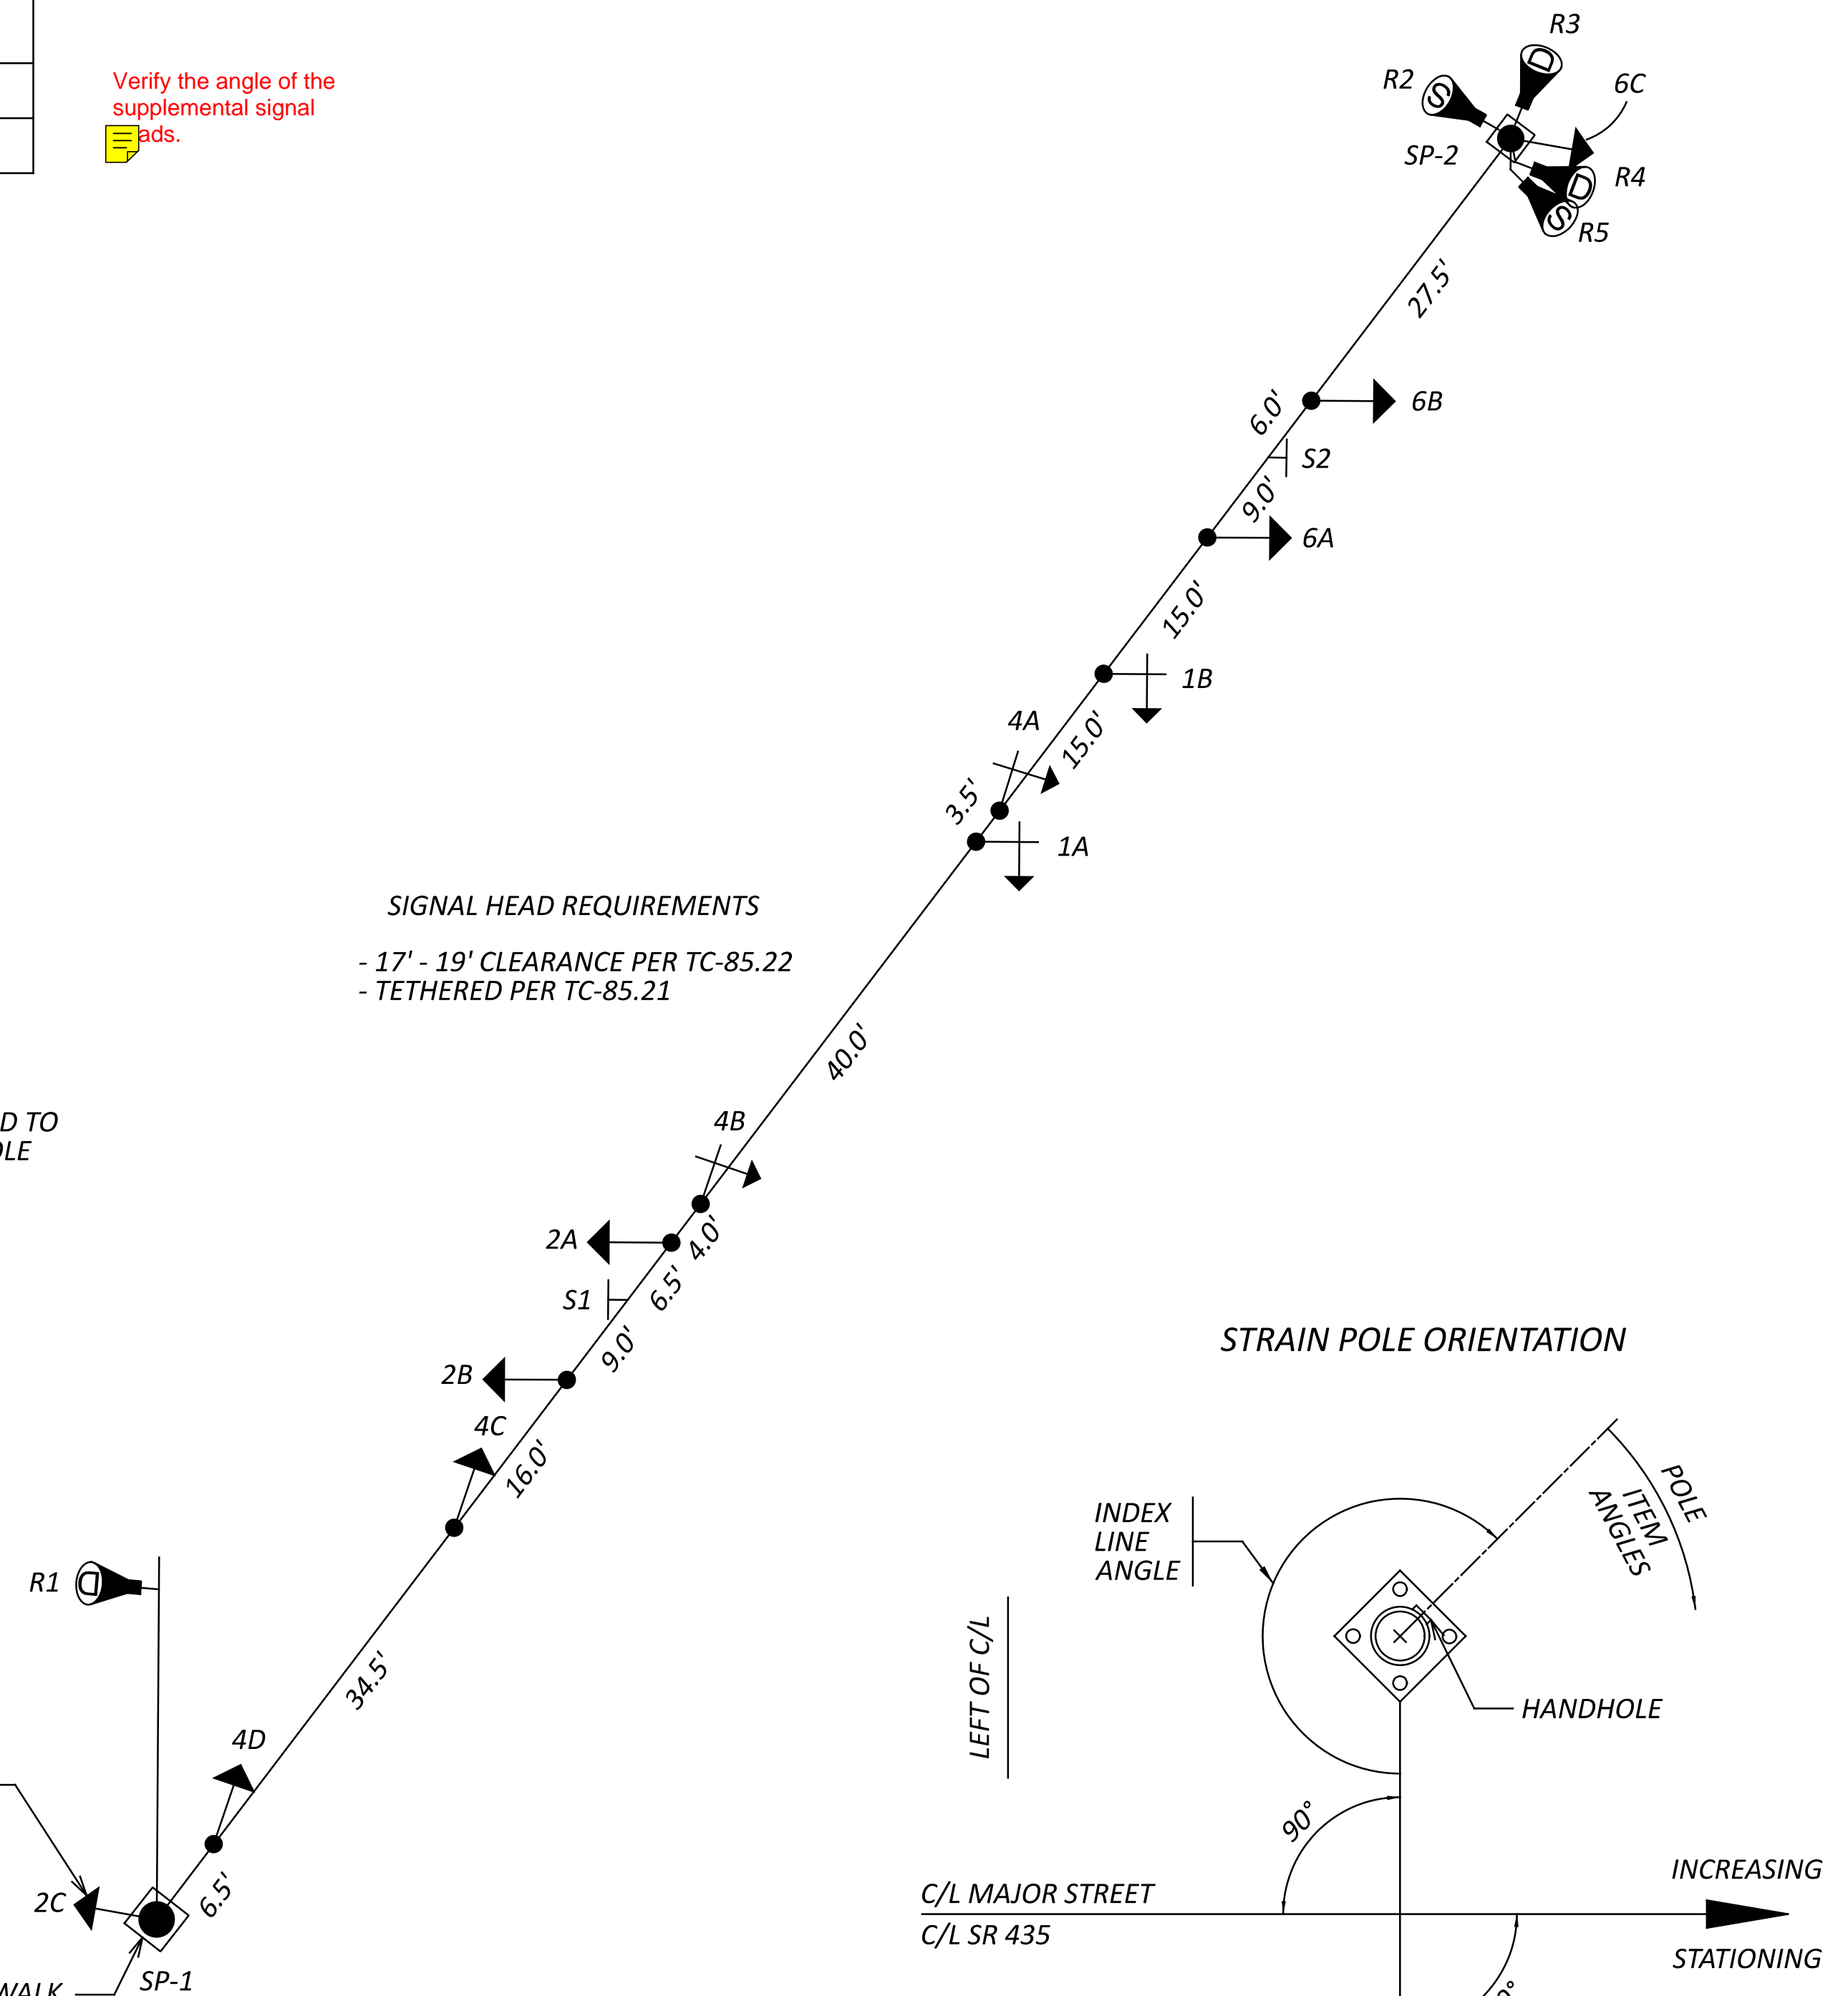 Verify the angle of the
supplemental signal
ads.
R3
R2
D
S
6C
SP-2
R4
D
S
R5
27.5'
6.0'
6B
S2
9.0'
6A
15.0'
1B
4A
15.0'
3.5'
1A
SIGNAL HEAD REQUIREMENTS
- 17' - 19' CLEARANCE PER TC-85.22
- TETHERED PER TC-85.21
40.0'
D TO
OLE
4B
2A
4.0'
S1
6.5'
9.0'
2B
4C
16.0'
R1
D
34.5'
4D
2C
6.5'
SP-1
WALK
STRAIN POLE ORIENTATION
INDEX
LINE
ANGLE
POLE
ITEM
ANGLES
LEFT OF C/L
HANDHOLE
90°
C/L MAJOR STREET
C/L SR 435
INCREASING
STATIONING